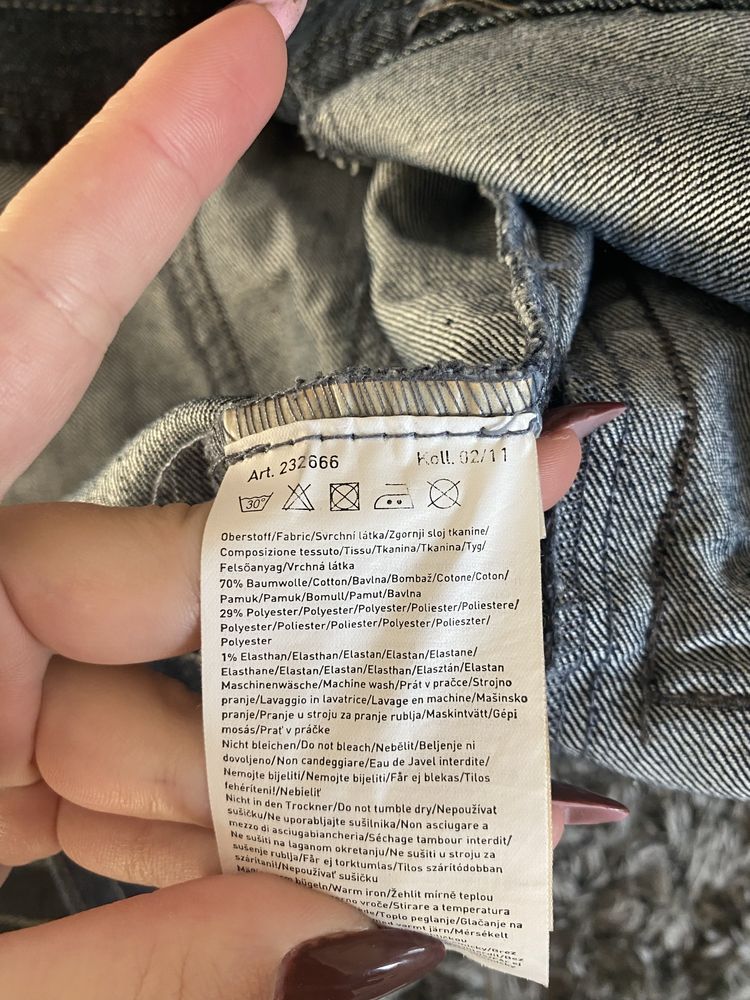 Art. 232666 Koll. 02/11
30°
Oberstoff/Fabric/Svrchní látka/Zgornji sloj tkanine/
Composizione tessuto/Tissu/Tkanina/Tkanina/Tyg/
Felsőanyag/Vrchná látka
70% Baumwolle/Cotton/Bavlna/Bombaž/Cotone/Coton/
Pamuk/Pamuk/Bomull/Pamut/Bavlna
29% Polyester/Polyester/Polyester/Poliester/Poliestere/
Polyester/Poliester/Poliester/Polyester/Poliészter/
Polyester
1% Elasthan/Elasthan/Elastan/Elastan/Elastane/
Elasthane/Elastan/Elastan/Elasthan/Elasztán/Elastan
Maschinenwäsche/Machine wash/Prát v pračce/Strojno
pranje/Lavaggio in lavatrice/Lavage en machine/Mašinsko
pranje/Pranje u stroju za pranje rublja/Maskintvätt/Gépi
mosás/Prať v práčke
Nicht bleichen/Do not bleach/Nebělit/Beljenje ni
dovoljeno/Non candeggiare/Eau de Javel interdite/
Nemojte bijeliti/Nemojte bijeliti/Får ej blekas/Tilos
fehéríteni!/Nebieliť
Nicht in den Trockner/Do not tumble dry/Nepoužívat
sušičku/Ne uporabljajte sušilnika/Non asciugare a
mezzo di asciugabiancheria/Séchage tambour interdit/
Ne sušiti na laganom okretanju/Ne sušiti u stroju za
sušenje rublja/Får ej torktumlas/Tilos szárítódobban
szárítani!/Nepoužívať sušičku
bügeln/Warm iron/Žehlit mírně teplou
vroče/Stirare a temperatura
Toplo peglanje/Glačanje na
varmt järn/Mérsékelt